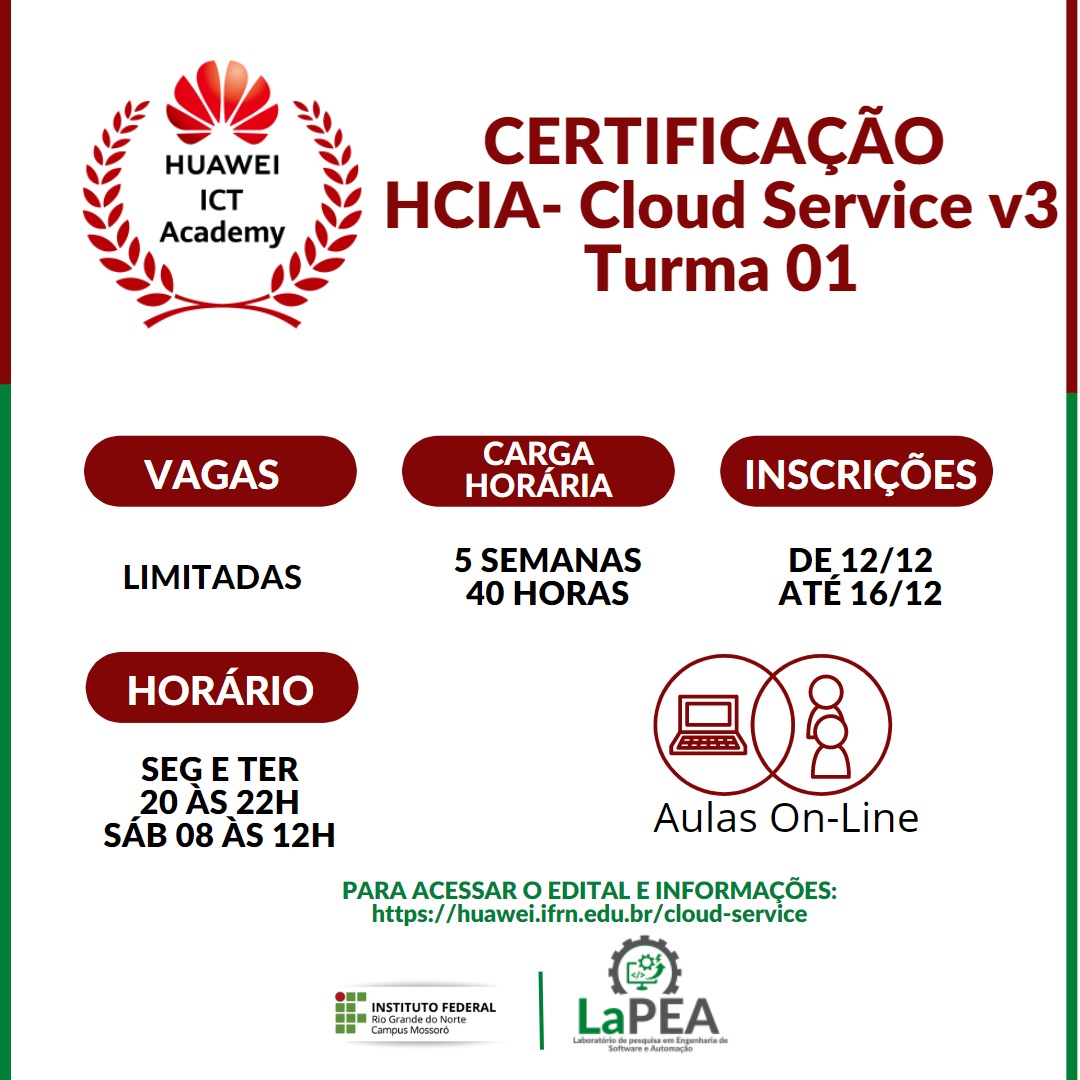 HUAWEI
ICT
Academy
CERTIFICAÇÃO
HCIA- Cloud Service v3
Turma 01
VAGAS
LIMITADAS
CARGA
HORÁRIA
5 SEMANAS
40 HORAS
INSCRIÇÕES
DE 12/12
ATÉ 16/12
HORÁRIO
SEG E TER
20 ÀS 22H
SÁB 08 ÀS 12H
Aulas On-Line
PARA ACESSAR O EDITAL E INFORMAÇÕES:
https://huawei.ifrn.edu.br/cloud-service
INSTITUTO FEDERAL
Rio Grande do Norte
Campus Mossoró
</>
LaPEA
Laboratório de pesquisa em Engenharia de
Software e Automação